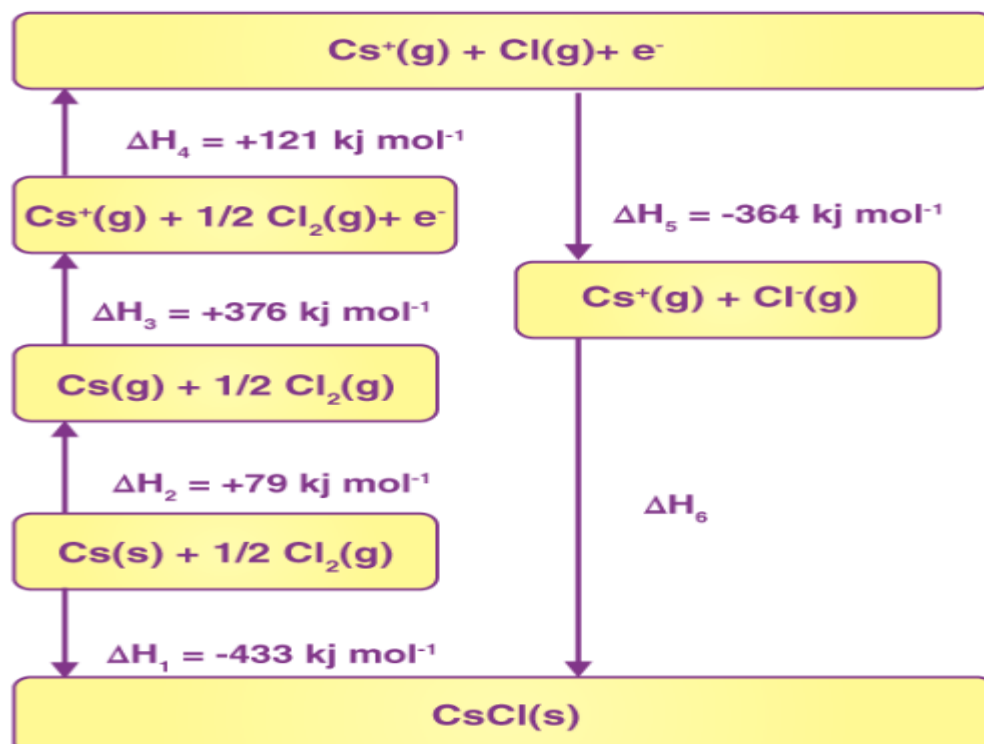 Cs⁺(g) + Cl(g)+ e⁻
ΔH₄ = +121 kj mol⁻¹
Cs⁺(g) + 1/2 Cl₂(g)+ e⁻
ΔH₅ = -364 kj mol⁻¹
Cs⁺(g) + Cl⁻(g)
ΔH₃ = +376 kj mol⁻¹
Cs(g) + 1/2 Cl₂(g)
ΔH₂ = +79 kj mol⁻¹
ΔH₆
Cs(s) + 1/2 Cl₂(g)
ΔH₁ = -433 kj mol⁻¹
CsCl(s)